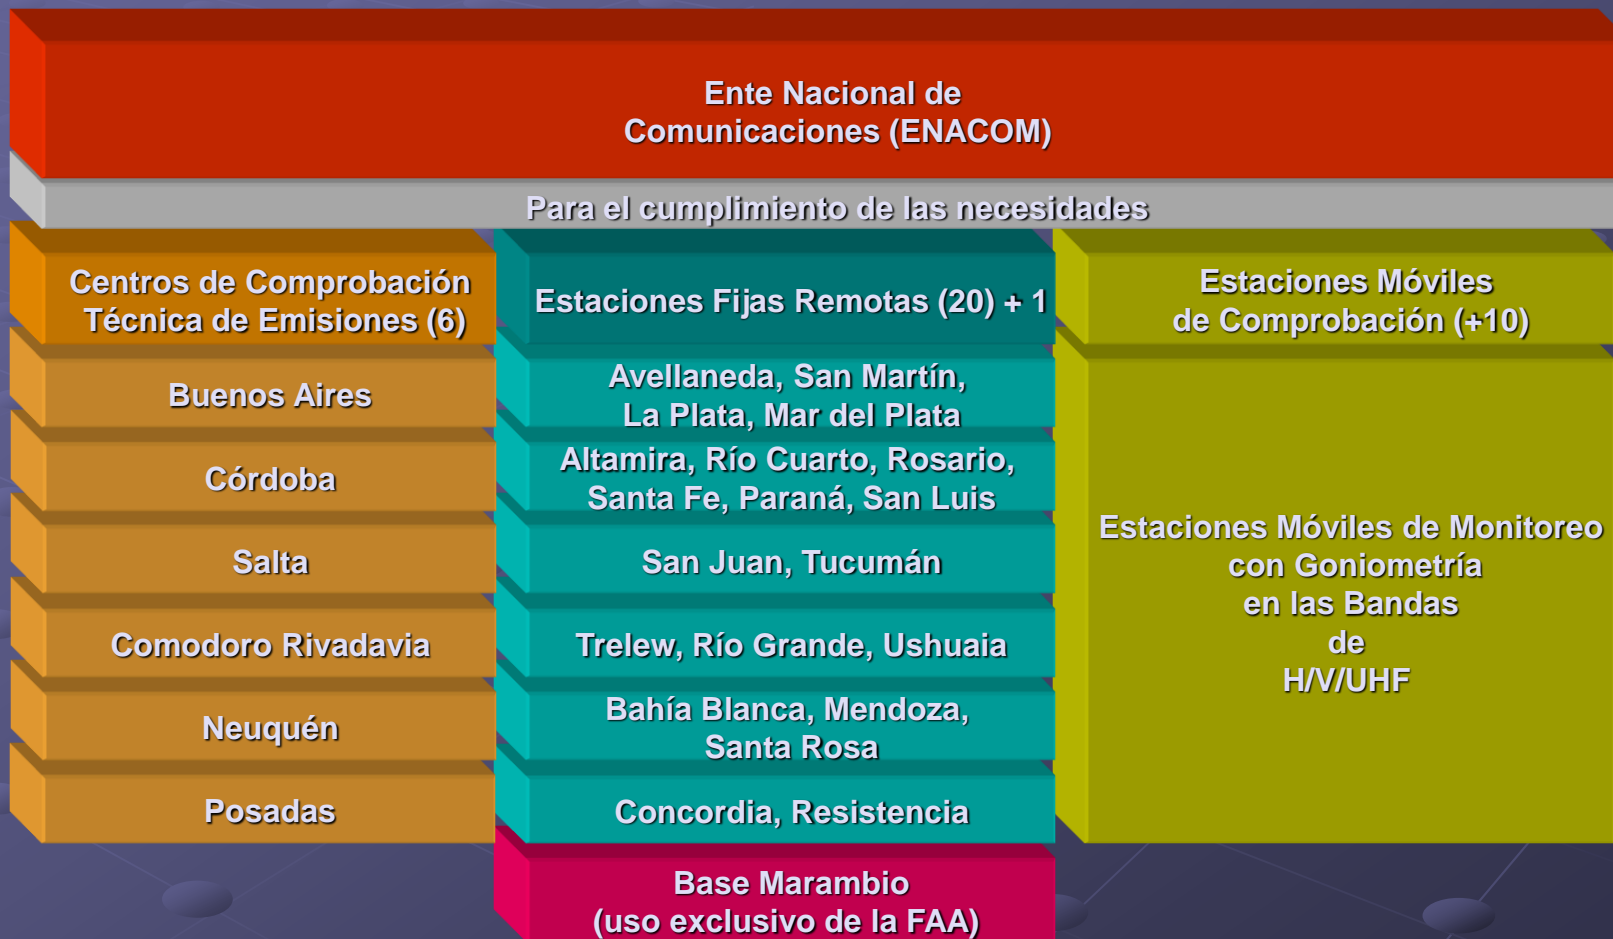 Ente Nacional de
Comunicaciones (ENACOM)
Para el cumplimiento de las necesidades
Centros de Comprobación
Técnica de Emisiones (6)
Estaciones Fijas Remotas (20) + 1
Estaciones Móviles
de Comprobación (+10)
Buenos Aires
Avellaneda, San Martín,
La Plata, Mar del Plata
Córdoba
Altamira, Río Cuarto, Rosario,
Santa Fe, Paraná, San Luis
Salta
San Juan, Tucumán
Comodoro Rivadavia
Trelew, Río Grande, Ushuaia
Neuquén
Bahía Blanca, Mendoza,
Santa Rosa
Posadas
Concordia, Resistencia
Estaciones Móviles de Monitoreo
con Goniometría
en las Bandas
de
H/V/UHF
Base Marambio
(uso exclusivo de la FAA)